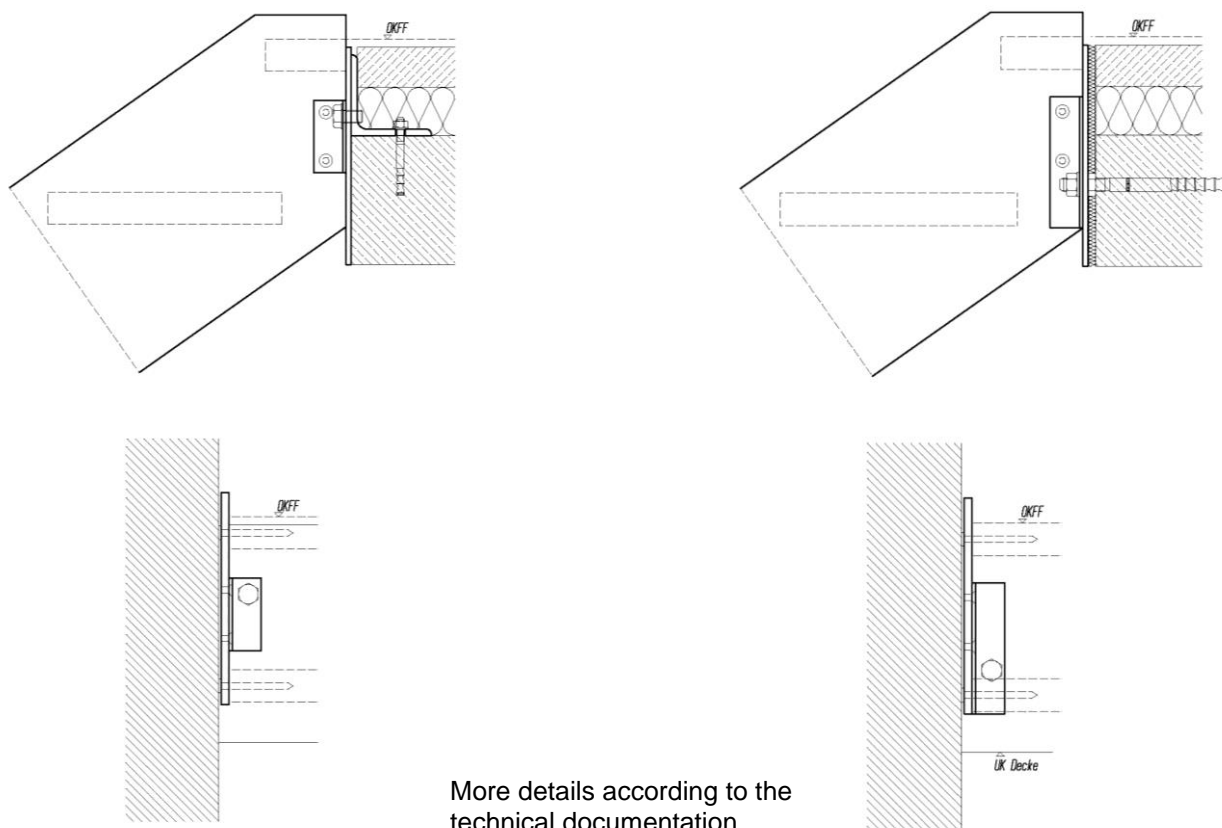 OKFF
OKFF
OKFF
OKFF
UK Decke
More details according to the
technical documentation